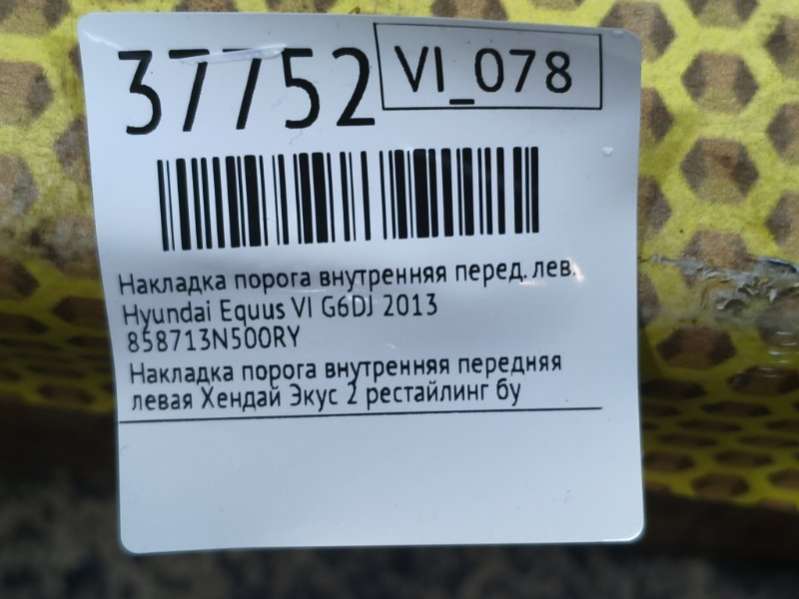 37752
VI_078
Накладка порога внутренняя перед. лев.
Hyundai Equus VI G6DJ 2013
858713N500RY
Накладка порога внутренняя передняя
левая Хендай Экус 2 рестайлинг бу